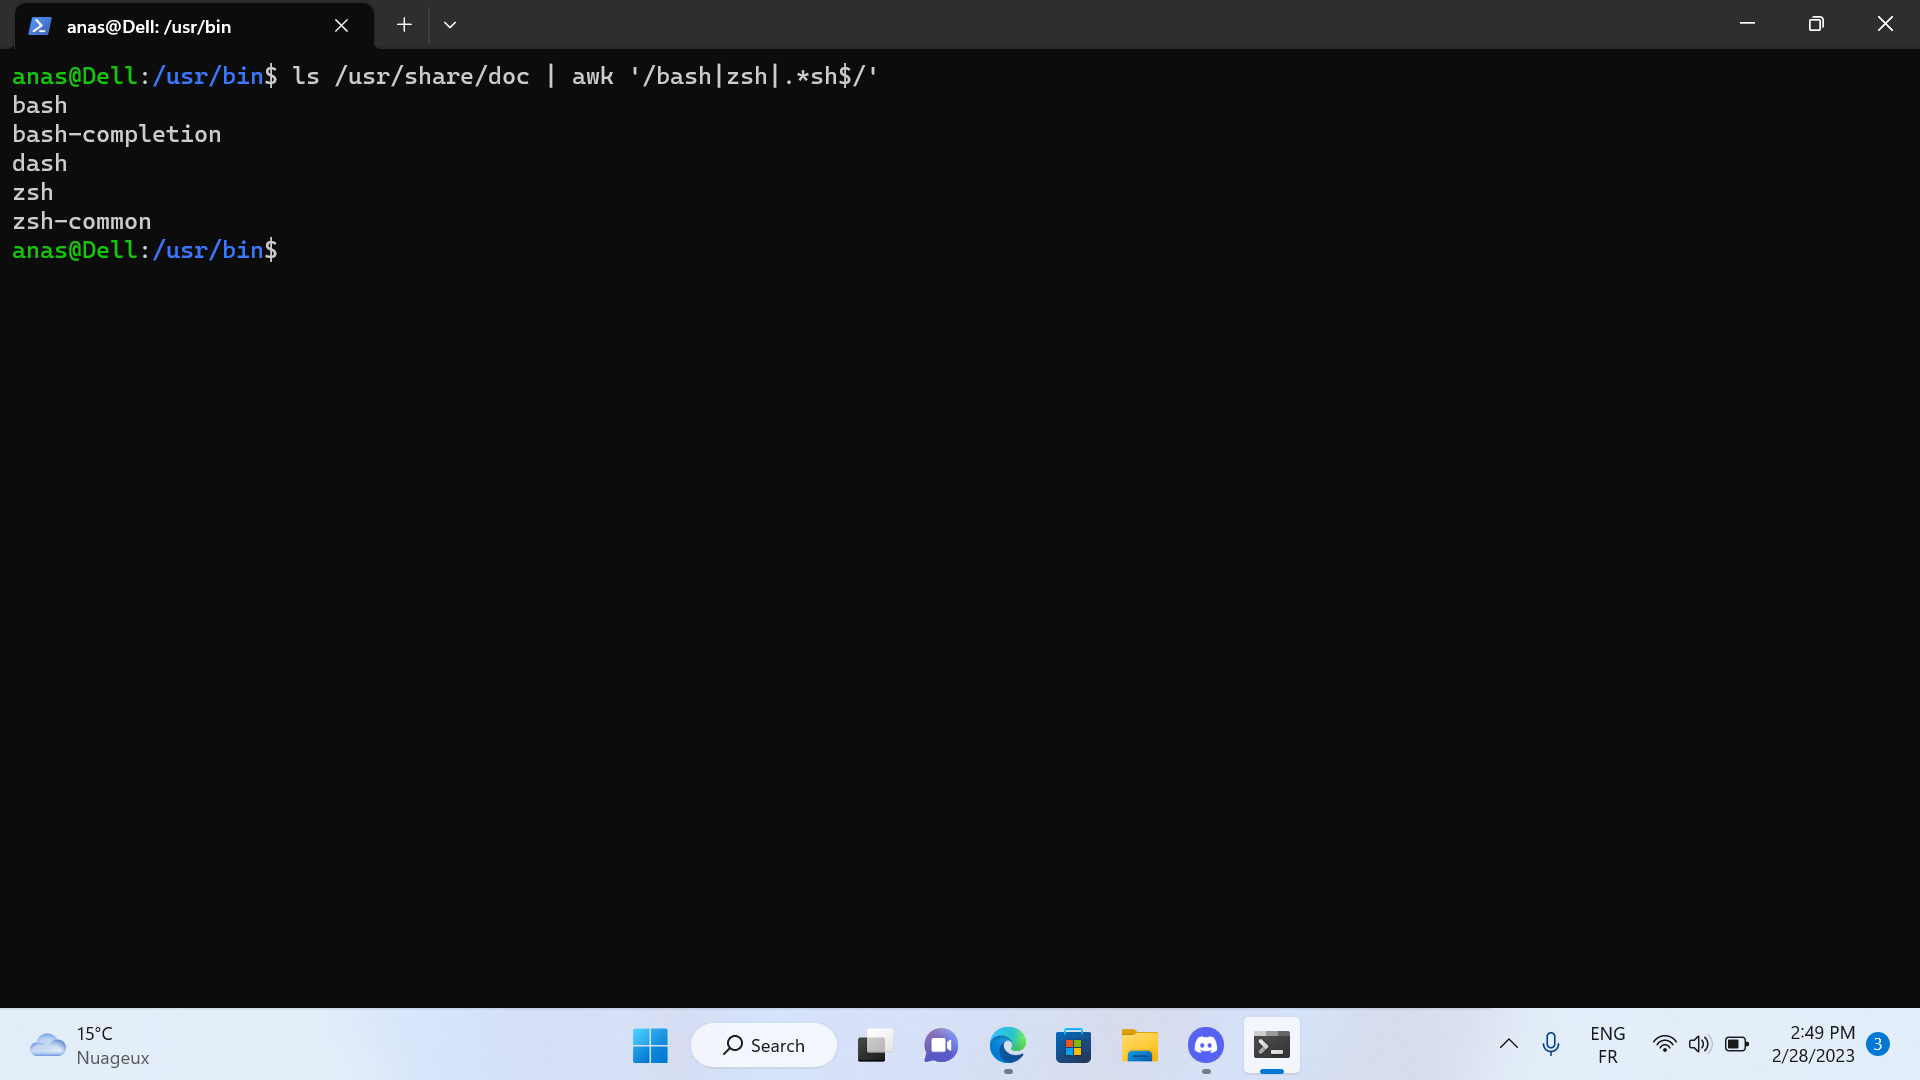 anas@Dell: /usr/bin
anas@Dell:/usr/bin$ ls /usr/share/doc | awk '/bash|zsh|.*sh$/'
bash
bash-completion
dash
zsh
zsh-common
anas@Dell:/usr/bin$
15°C
Nuageux
Search
ENG
FR
2:49 PM
2/28/2023
3